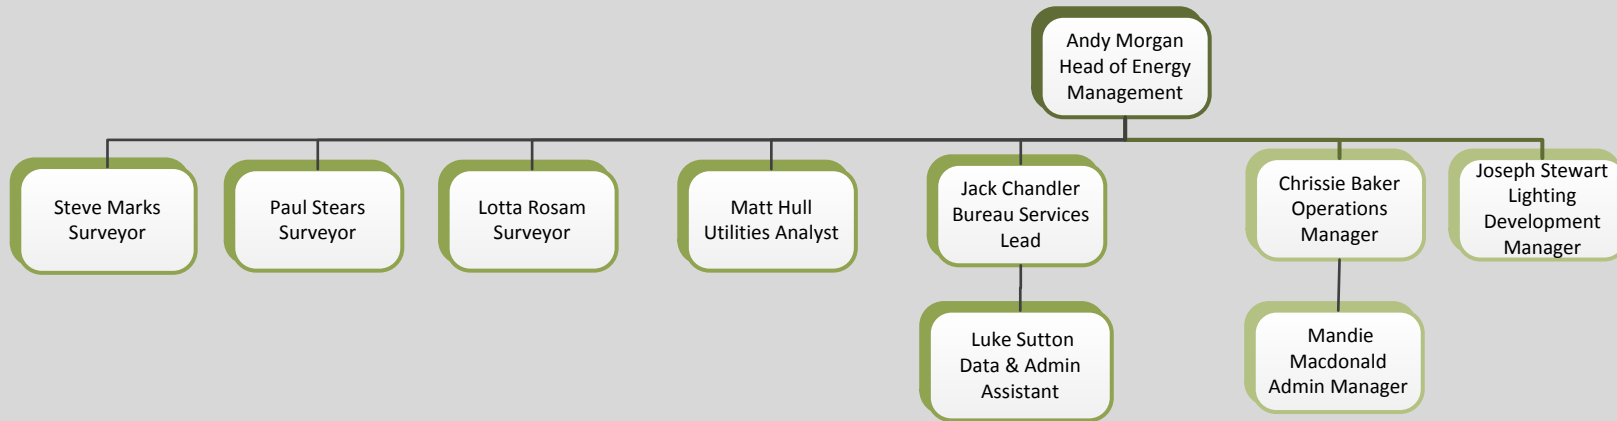 Andy Morgan
Head of Energy
Management
Steve Marks
Surveyor
Paul Stears
Surveyor
Lotta Rosam
Surveyor
Matt Hull
Utilities Analyst
Jack Chandler
Bureau Services
Lead
Chrissie Baker
Operations
Manager
Joseph Stewart
Lighting
Development
Manager
Luke Sutton
Data & Admin
Assistant
Mandie
Macdonald
Admin Manager